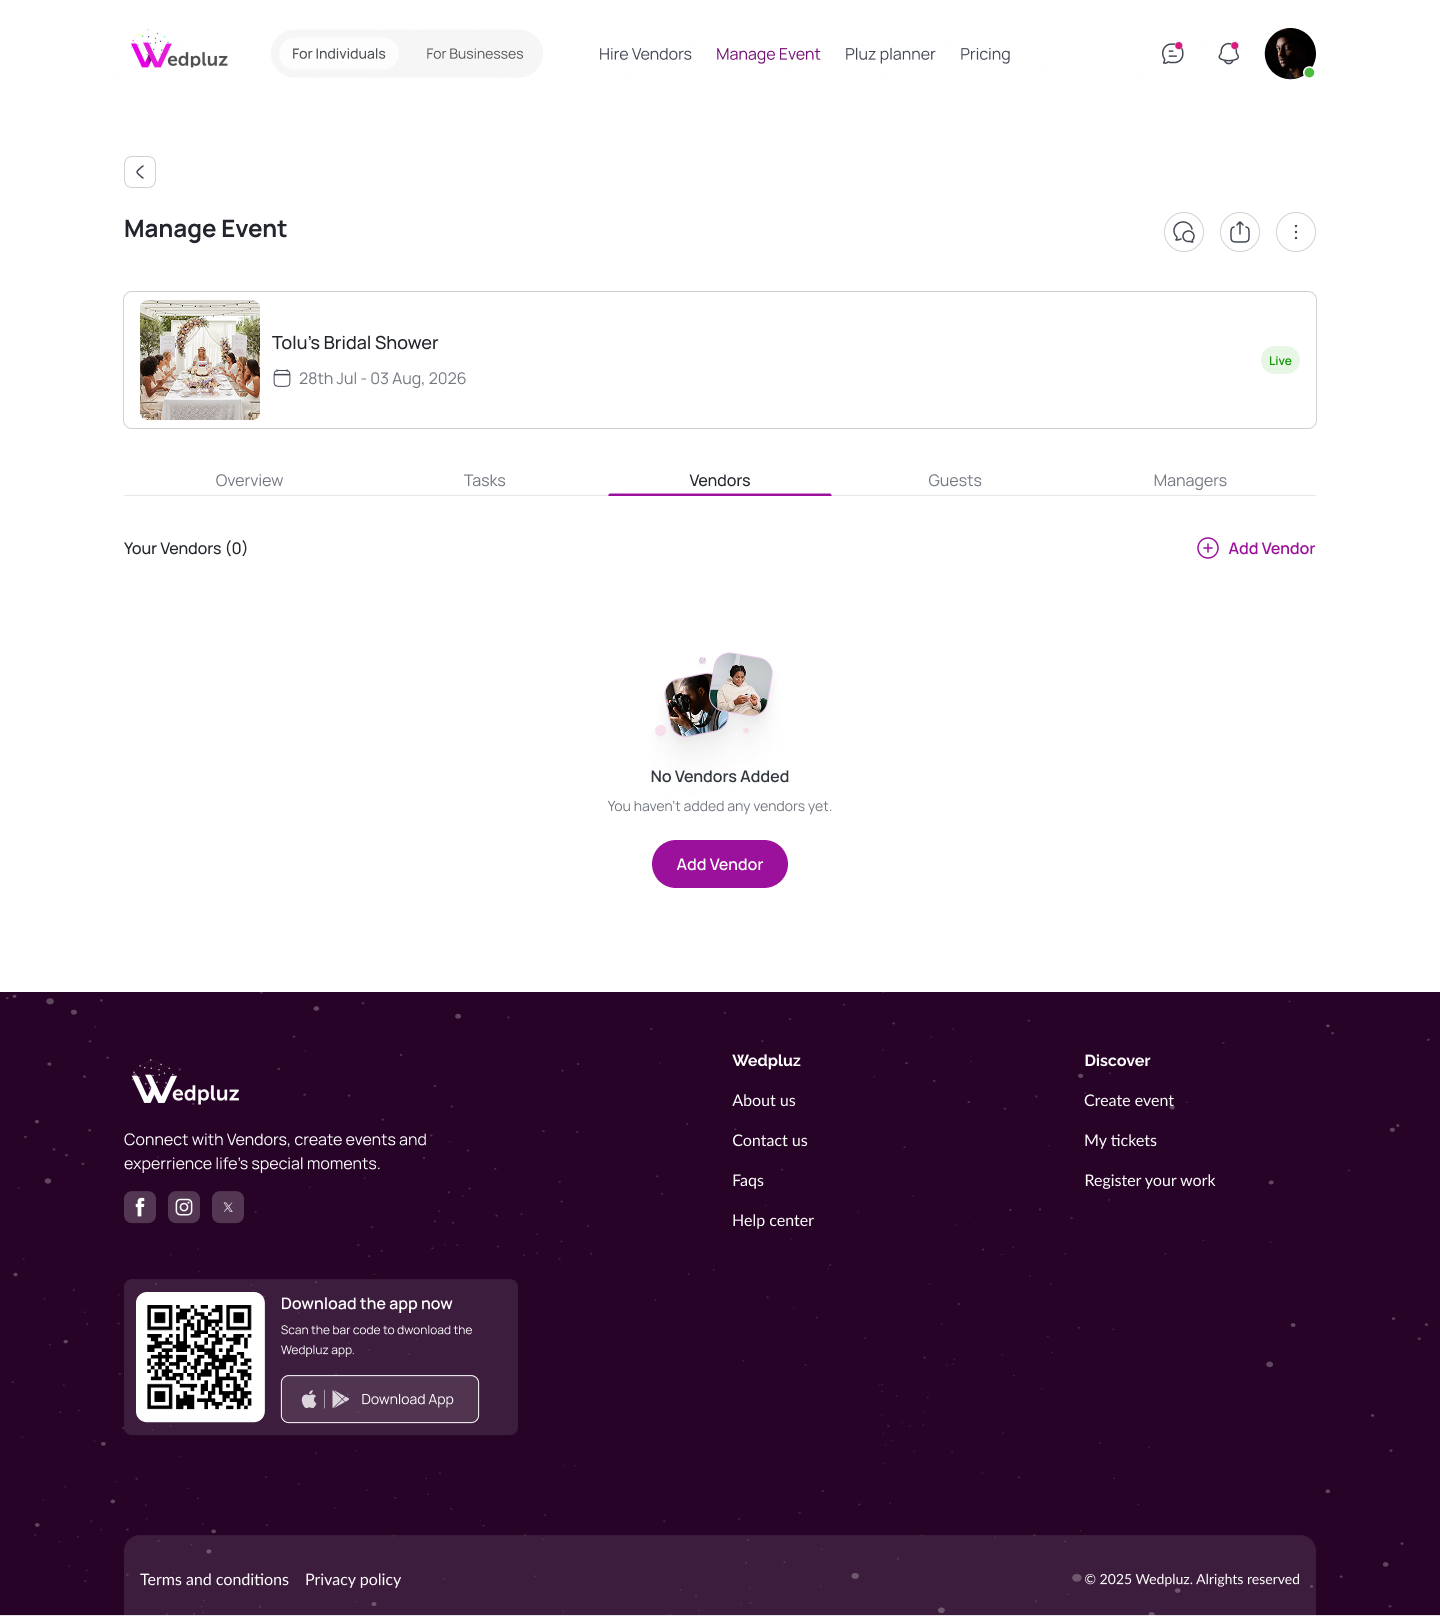 Wedpluz
For Individuals
For Businesses
Hire Vendors
Manage Event
Pluz planner
Pricing
Manage Event
Tolu's Bridal Shower
28th Jul - 03 Aug, 2026
Live
Overview
Tasks
Vendors
Guests
Managers
Your Vendors (0)
Add Vendor
No Vendors Added
You haven't added any vendors yet.
Add Vendor
Wedpluz
Connect with Vendors, create events and
experrience life's special moments.
Wedpluz
About us
Contact us
Faqs
Help center
Discover
Create event
My tickets
Register your work
Download the app now
Scan the bar code to dwonload the
Wedpluz app.
Download App
Terms and conditions
Privacy policy
© 2025 Wedpluz. Alrights reserved